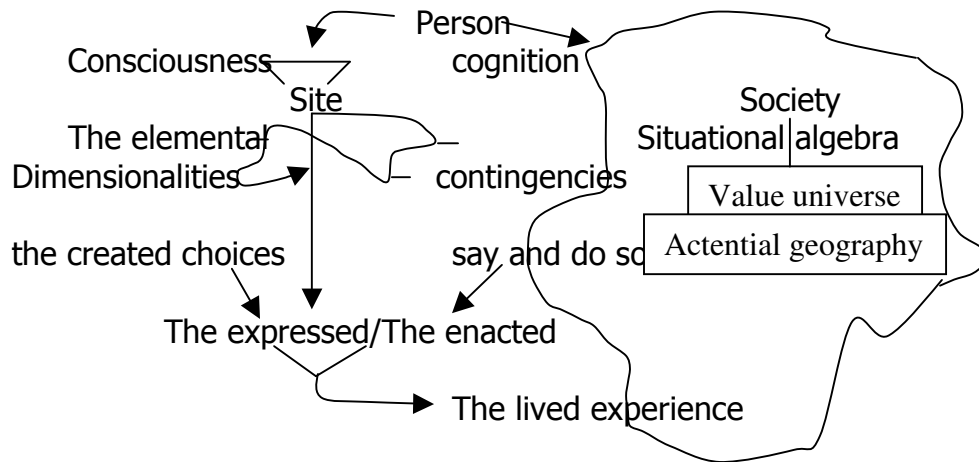 Person
Consciousness
cognition
Site
Society
The elemental
Situational algebra
Dimensionalities
contingencies
Value universe
the created choices
say and do so
Actential geography
The expressed/The enacted
The lived experience